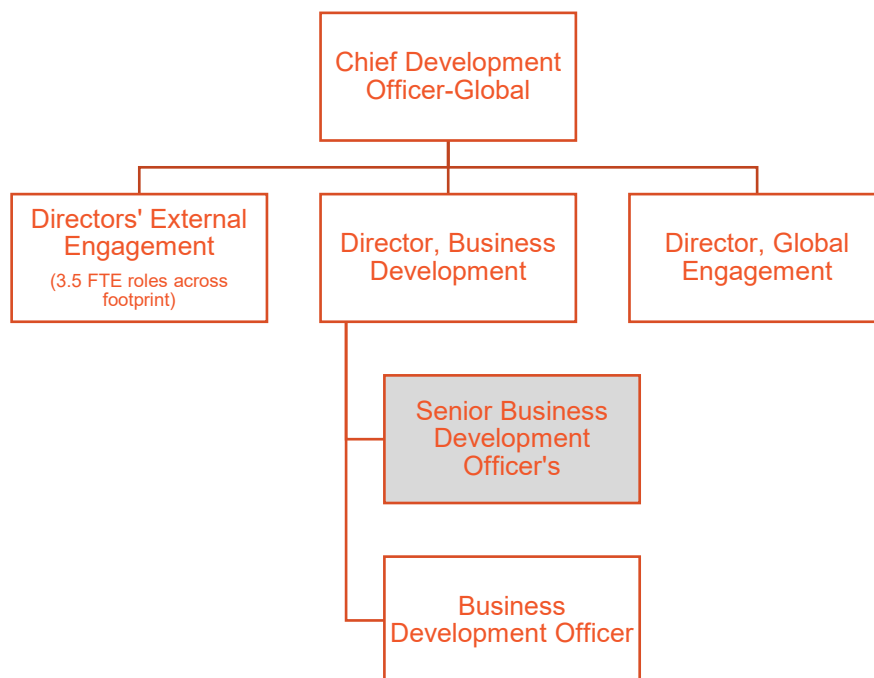 Chief Development
Officer-Global
Directors' External
Engagement
(3.5 FTE roles across
footprint)
Director, Business
Development
Director, Global
Engagement
Senior Business
Development
Officer's
Business
Development Officer